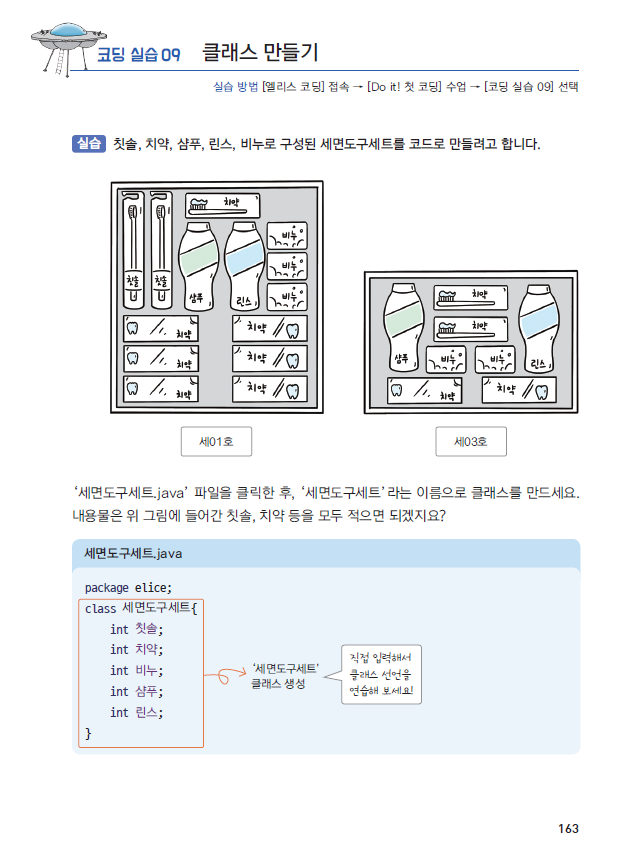 코딩 실습 09 클래스 만들기
실습 방법 [엘리스 코딩] 접속 → [Do it! 첫 코딩] 수업 → [코딩 실습 09] 선택
실습 칫솔, 치약, 샴푸, 린스, 비누로 구성된 세면도구세트를 코드로 만들려고 합니다.
치약
칫솔
칫솔
샴푸
린스
비누
비누
비누
치약
치약
치약
치약
치약
치약
세01호
샴푸
치약
치약
비누
비누
린스
치약
치약
세03호
‘세면도구세트.java’ 파일을 클릭한 후, ‘세면도구세트’라는 이름으로 클래스를 만드세요.
내용물은 위 그림에 들어간 칫솔, 치약 등을 모두 적으면 되겠지요?
세면도구세트.java
package elice;
class 세면도구세트{
int 칫솔;
int 치약;
int 비누;
int 샴푸;
int 린스;
}
‘세면도구세트’
클래스 생성
직접 입력해서
클래스 선언을
연습해 보세요!
163